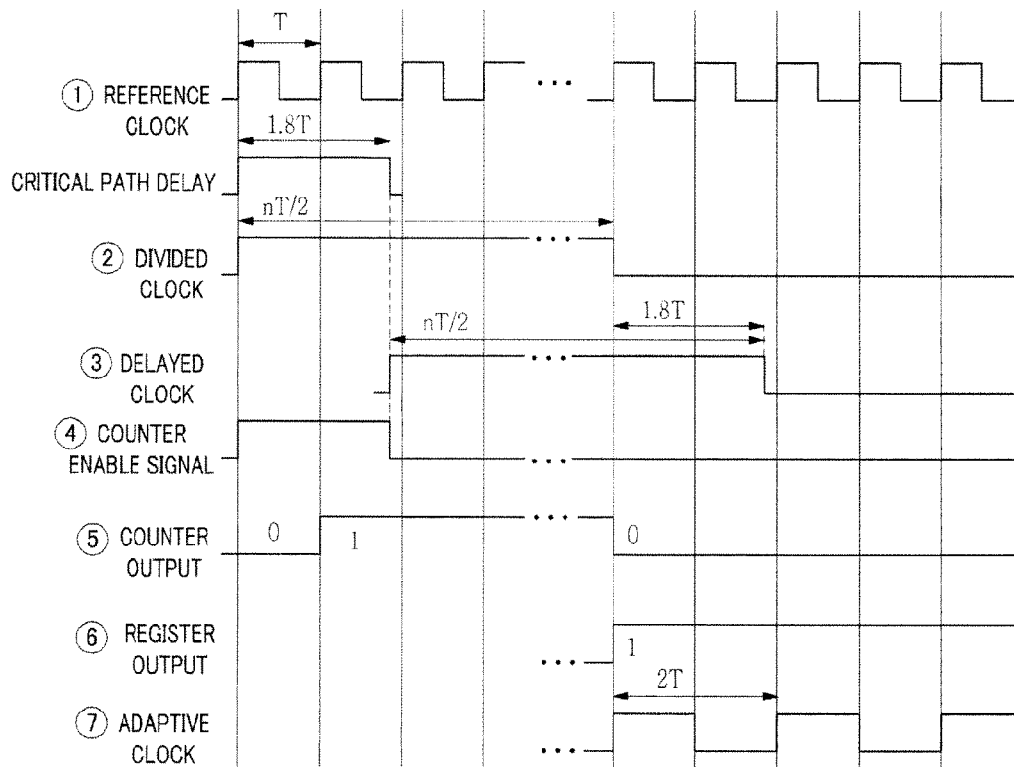 T
① REFERENCE
CLOCK
...
1.8T
CRITICAL PATH DELAY
nT/2
② DIVIDED
CLOCK
...
1.8T
nT/2
③ DELAYED
CLOCK
...
④ COUNTER
ENABLE SIGNAL
...
⑤ COUNTER
OUTPUT
0
1
...
0
⑥ REGISTER
OUTPUT
...
1
2T
⑦ ADAPTIVE
CLOCK
...